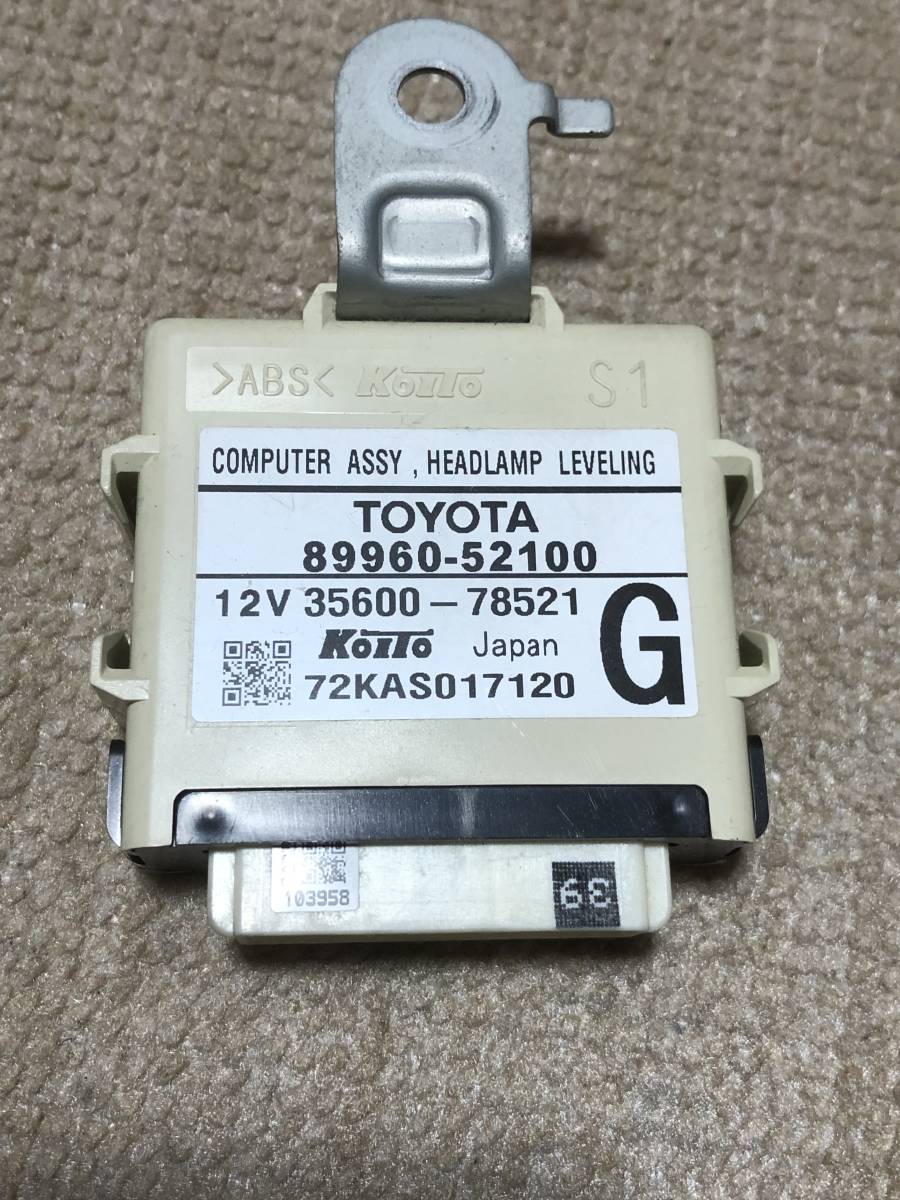 >ABS< KOITO S1
COMPUTER ASSY , HEADLAMP LEVELING
TOYOTA
89960-52100
12V 35600-78521
KOITO Japan G
72KAS017120
103958
39